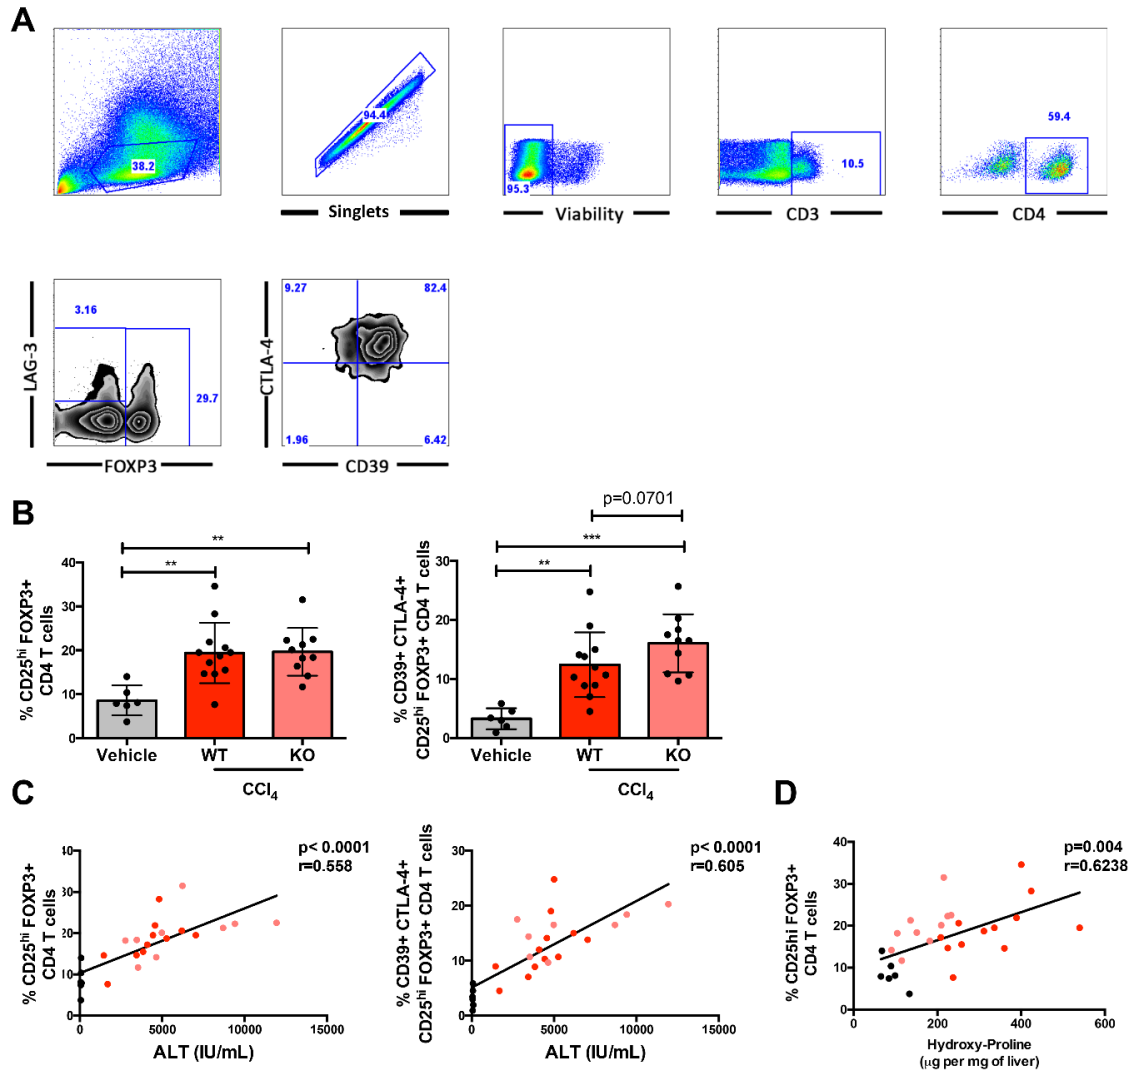 A
38.2
94.4
Singlets
95.3
Viability
10.5
CD3
59.4
CD4
LAG-3
3.16
29.7
FOXP3
CTLA-4
9.27
82.4
1.96
6.42
CD39
B
% CD25hi FOXP3+
CD4 T cells
40
30
20
10
0
**
**
Vehicle
WT
KO
CCl4
% CD39+ CTLA-4+
CD25hi FOXP3+ CD4 T cells
30
20
10
0
p=0.0701
***
**
Vehicle
WT
KO
CCl4
C
% CD25hi FOXP3+
CD4 T cells
40
30
20
10
0
p< 0.0001
r=0.558
0
5000
10000
15000
ALT (IU/mL)
% CD39+ CTLA-4+
CD25hi FOXP3+ CD4 T cells
30
20
10
0
p< 0.0001
r=0.605
0
5000
10000
15000
ALT (IU/mL)
D
% CD25hi FOXP3+
CD4 T cells
40
30
20
10
0
p=0.004
r=0.6238
0
200
400
600
Hydroxy-Proline
(μg per mg of liver)